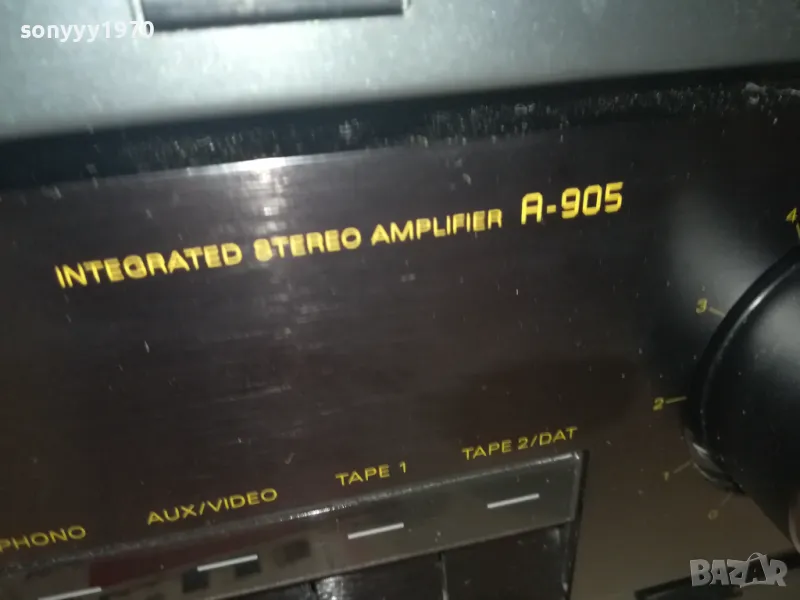 sonyyy1970
INTEGRATED STEREO AMPLIFIER A-905
4
3
2
1
0
PHONO AUX/VIDEO TAPE 1 TAPE 2/DAT
BAZAR